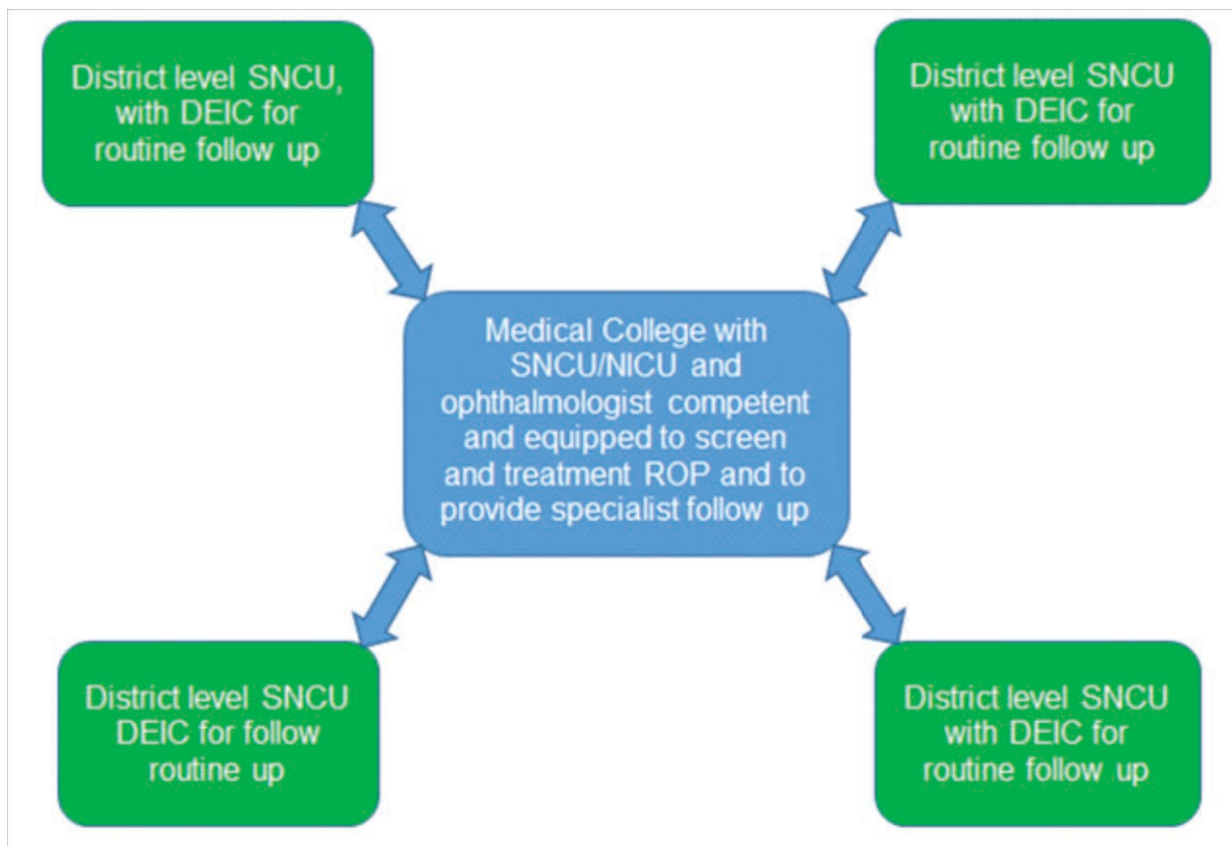 District level SNCU,
with DEIC for
routine follow up
District level SNCU
with DEIC for
routine follow up
Medical College with
SNCU/NICU and
ophthalmologist competent
and equipped to screen
and treatment ROP and to
provide specialist follow up
District level SNCU
DEIC for follow
routine up
District level SNCU
with DEIC for
routine follow up